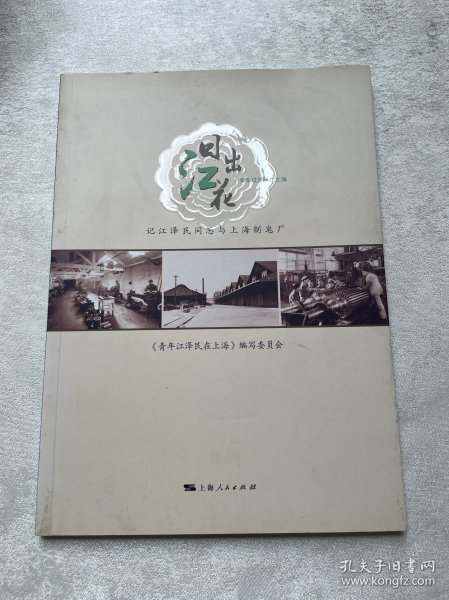 日出江花
记江泽民同志与上海制皂厂
《青年江泽民在上海》编写委员会
上海人民出版社
孔夫子旧书网
www.kongfz.com